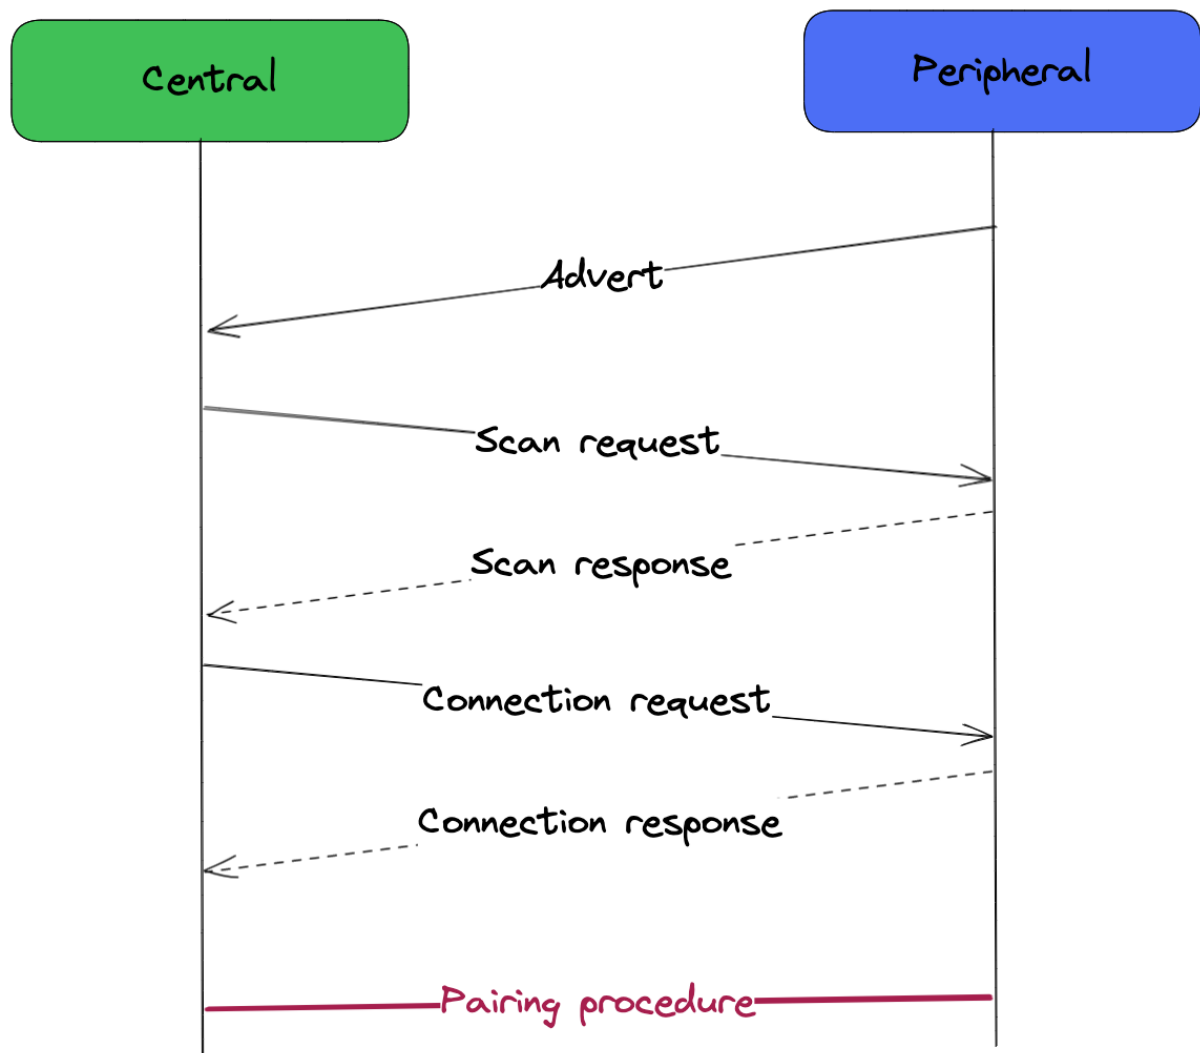 Central
Peripheral
Advert
Scan request
Scan response
Connection request
Connection response
Pairing procedure